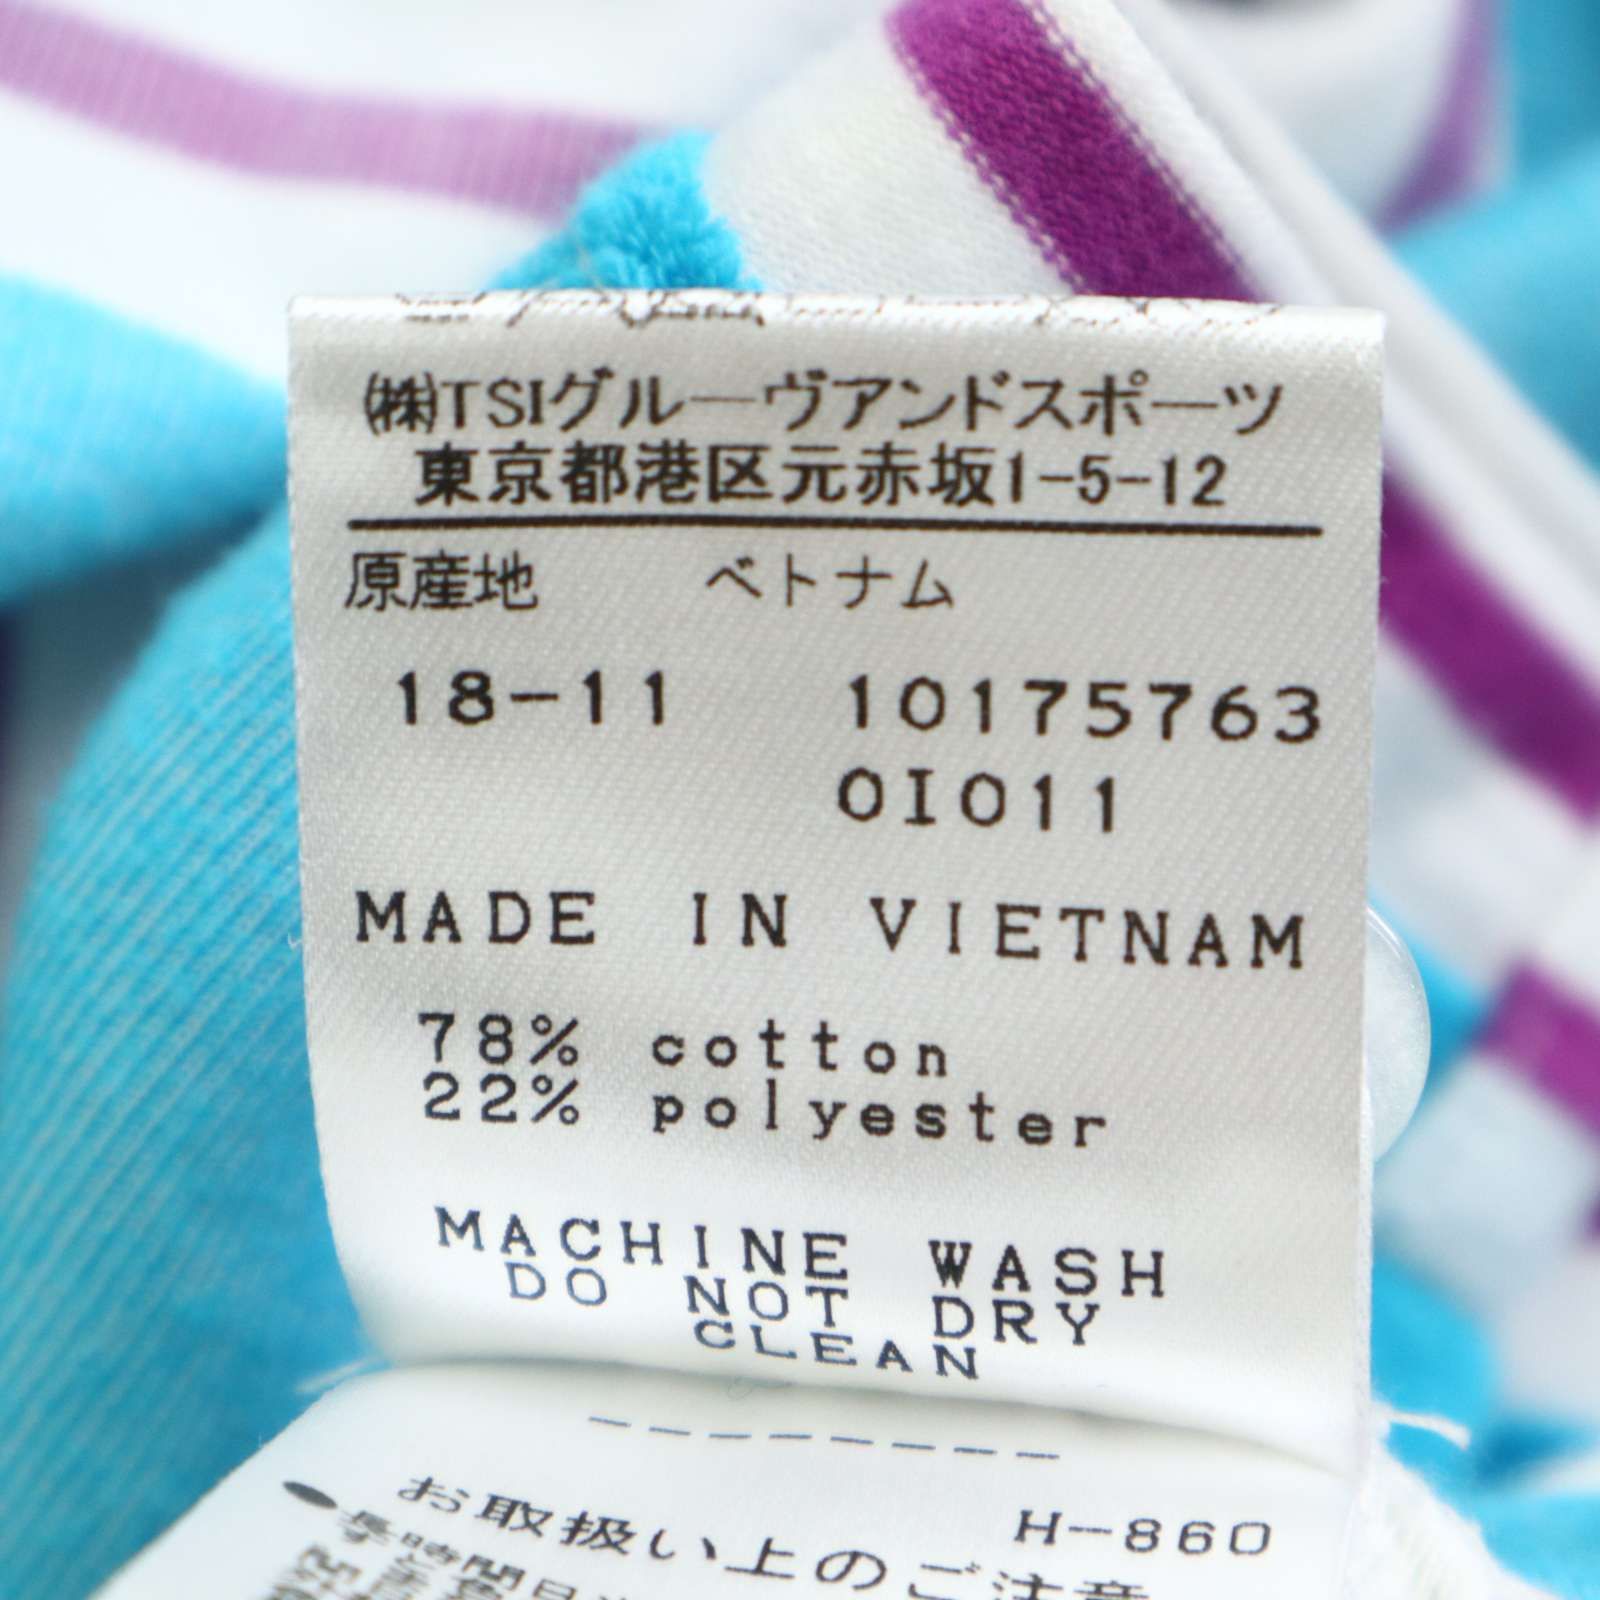 ㈱TSIグルーヴアンドスポーツ
東京都港区元赤坂1-5-12
原産地 ベトナム
18-11 10175763
0I011
MADE IN VIETNAM
78% cotton
22% polyester
MACHINE WASH
DO NOT DRY
CLEAN
--------
H-860
お取扱い上のご注意